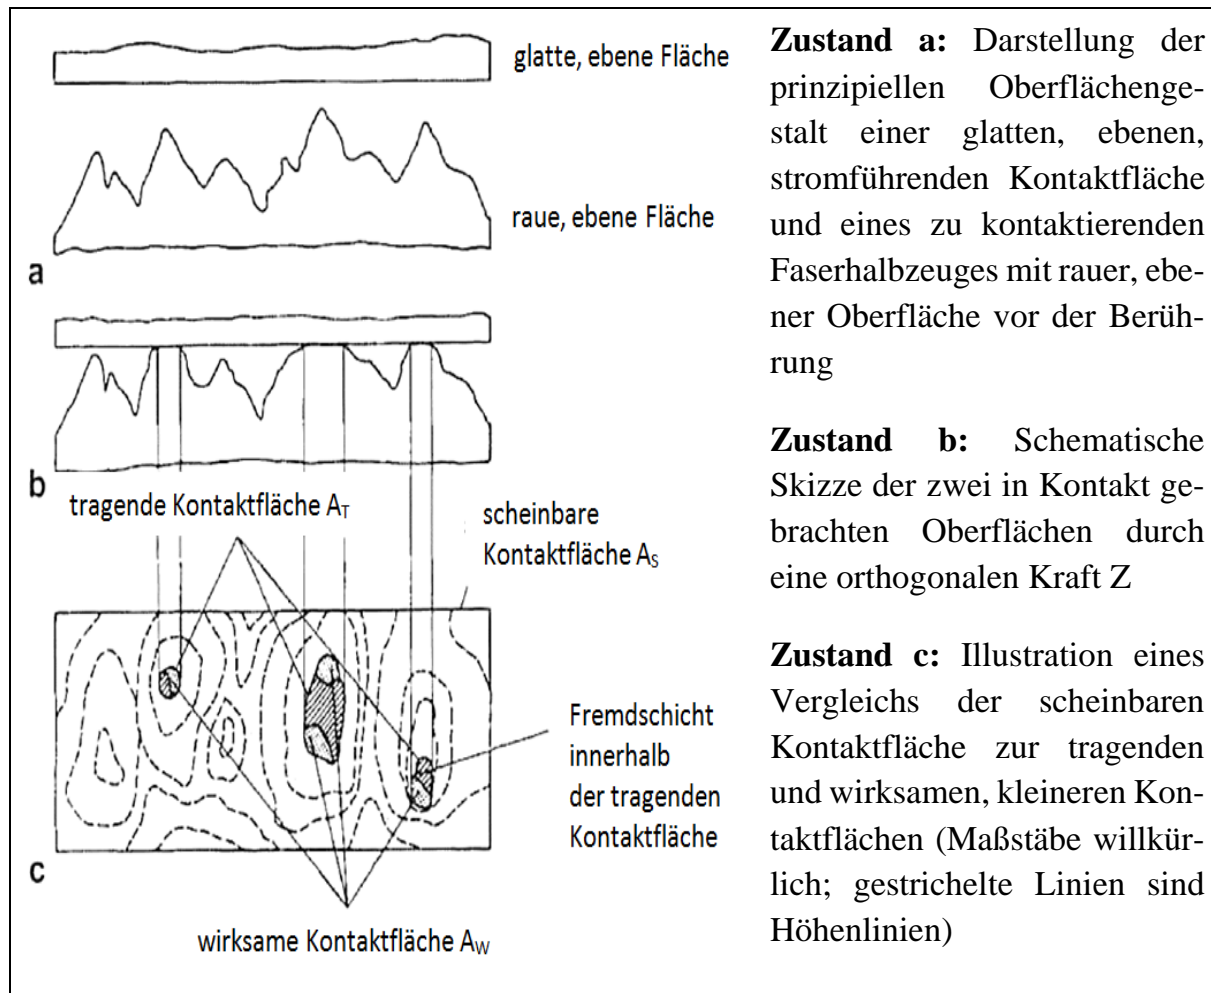 glatte, ebene Fläche
raue, ebene Fläche
a
b
tragende Kontaktfläche A_T
scheinbare
Kontaktfläche A_S
Fremdschicht
innerhalb
der tragenden
Kontaktfläche
c
wirksame Kontaktfläche A_W
Zustand a: Darstellung der
prinzipiellen Oberflächenge-
stalt einer glatten, ebenen,
stromführenden Kontaktfläche
und eines zu kontaktierenden
Faserhalbzeuges mit rauer, ebe-
ner Oberfläche vor der Berüh-
rung
Zustand b: Schematische
Skizze der zwei in Kontakt ge-
brachten Oberflächen durch
eine orthogonalen Kraft Z
Zustand c: Illustration eines
Vergleichs der scheinbaren
Kontaktfläche zur tragenden
und wirksamen, kleineren Kon-
taktflächen (Maßstäbe willkür-
lich; gestrichelte Linien sind
Höhenlinien)